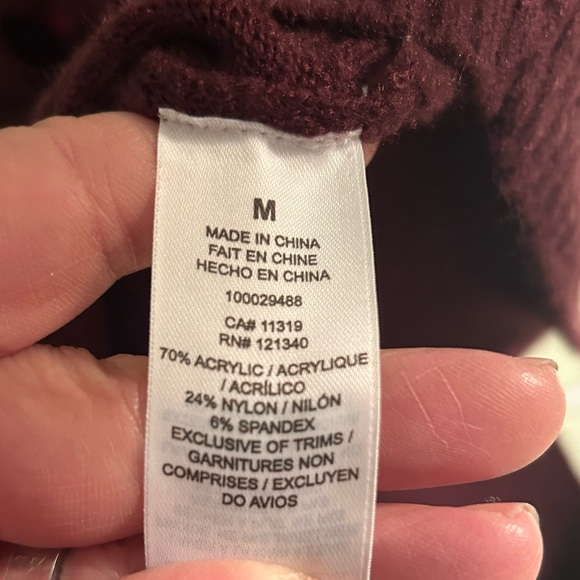 M
MADE IN CHINA
FAIT EN CHINE
HECHO EN CHINA
100029488
CA# 11319
RN# 121340
70% ACRYLIC / ACRYLIQUE
/ ACRÍLICO
24% NYLON / NILÓN
6% SPANDEX
EXCLUSIVE OF TRIMS /
GARNITURES NON
COMPRISES / EXCLUYEN
DO AVIOS